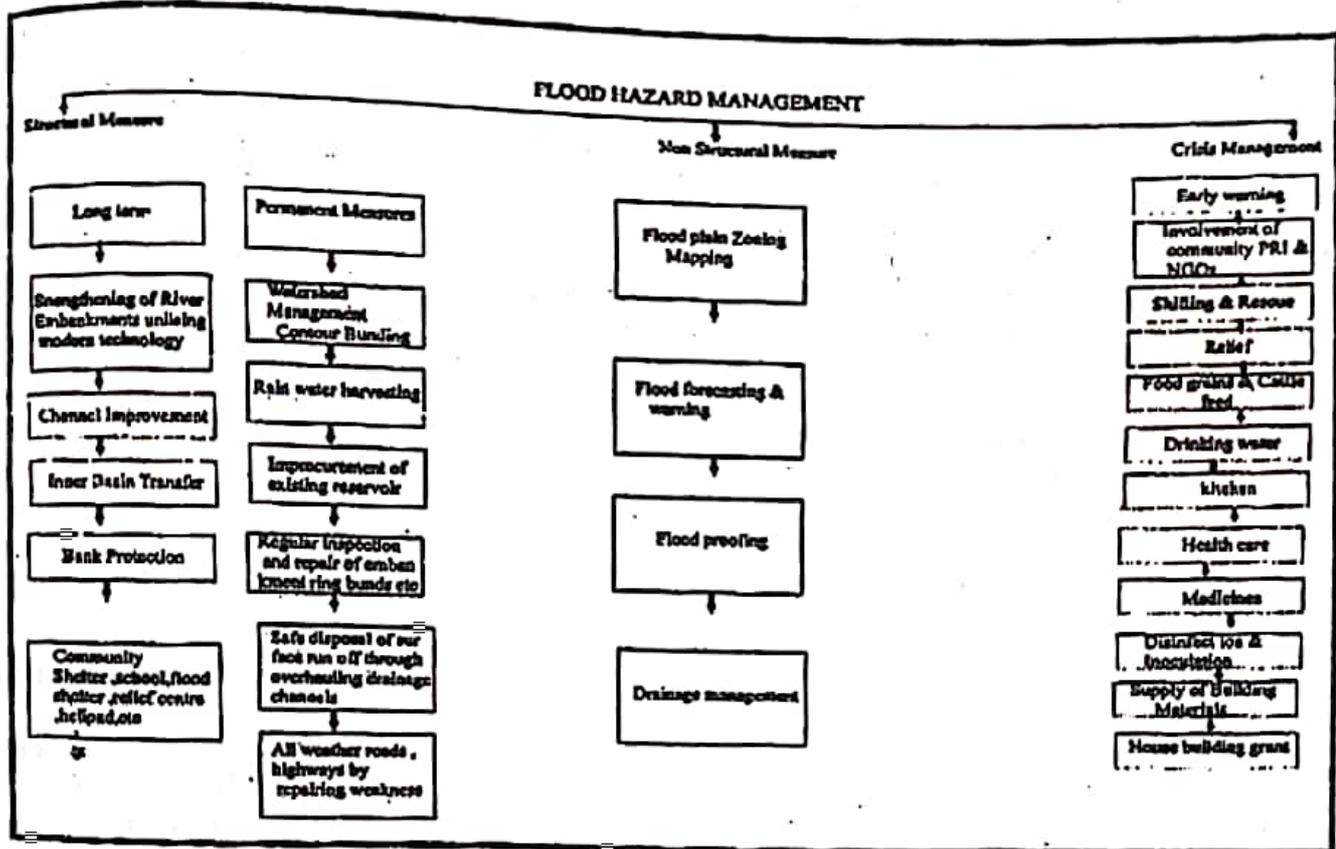 FLOOD HAZARD MANAGEMENT
Structural Measure
Non Structural Measure
Crisis Management
Long term
Strengthening of River
Embankments utilising
modern technology
Channel Improvement
Inner Basin Transfer
Bank Protection
Community
Shelter ,school,flood
shelter ,relief centre
,helipad,etc
Permanent Measures
Watershed
Management
Contour Bunding
Rain water harvesting
Improcurtement of
existing reservoir
Regular Inspection
and repair of emban
kment ring bunds etc
Safe disposal of sur
face run off through
overhauling drainage
channels
All weather roads ,
highways by
repairing weakness
Flood plain Zoning
Mapping
Flood forecasting &
warning
Flood proofing
Drainage management
Early warning
Involvement of
community PRI &
NGOs
Shifting & Rescue
Relief
Food grains & Cattle
feed
Drinking water
kitchen
Health care
Medicines
Disinfect ion &
Inoculation
Supply of Building
Materials
House building grant